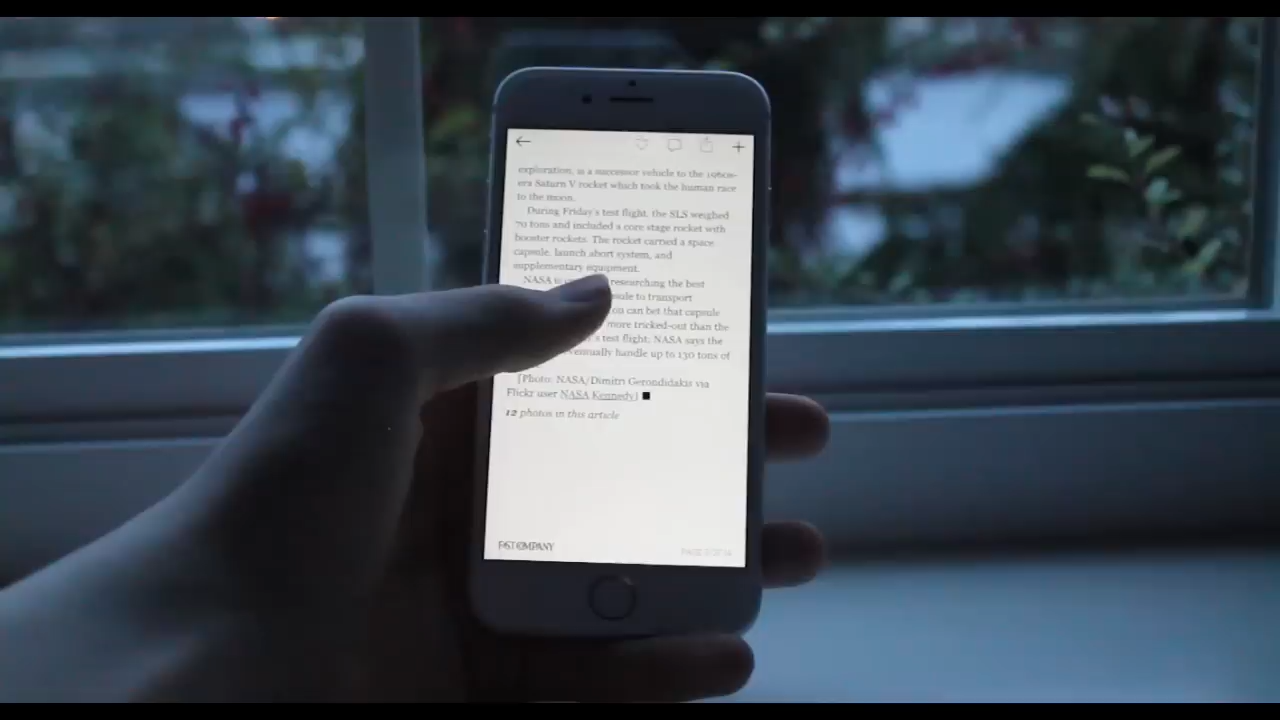 exploration, is a successor vehicle to the 1960s-
era Saturn V rocket which took the human race
to the moon.
During Friday's test flight, the SLS weighed
70 tons and included a core stage rocket with
booster rockets. The rocket carried a space
capsule, launch abort system, and
supplementary equipment.
NASA is researching the best
to transport
can bet that capsule
more tricked-out than the
test flight; NASA says the
eventually handle up to 130 tons of
[Photo: NASA/Dimitri Gerondidakis via
Flickr user NASA Kennedy] ■
12 photos in this article
FAST COMPANY